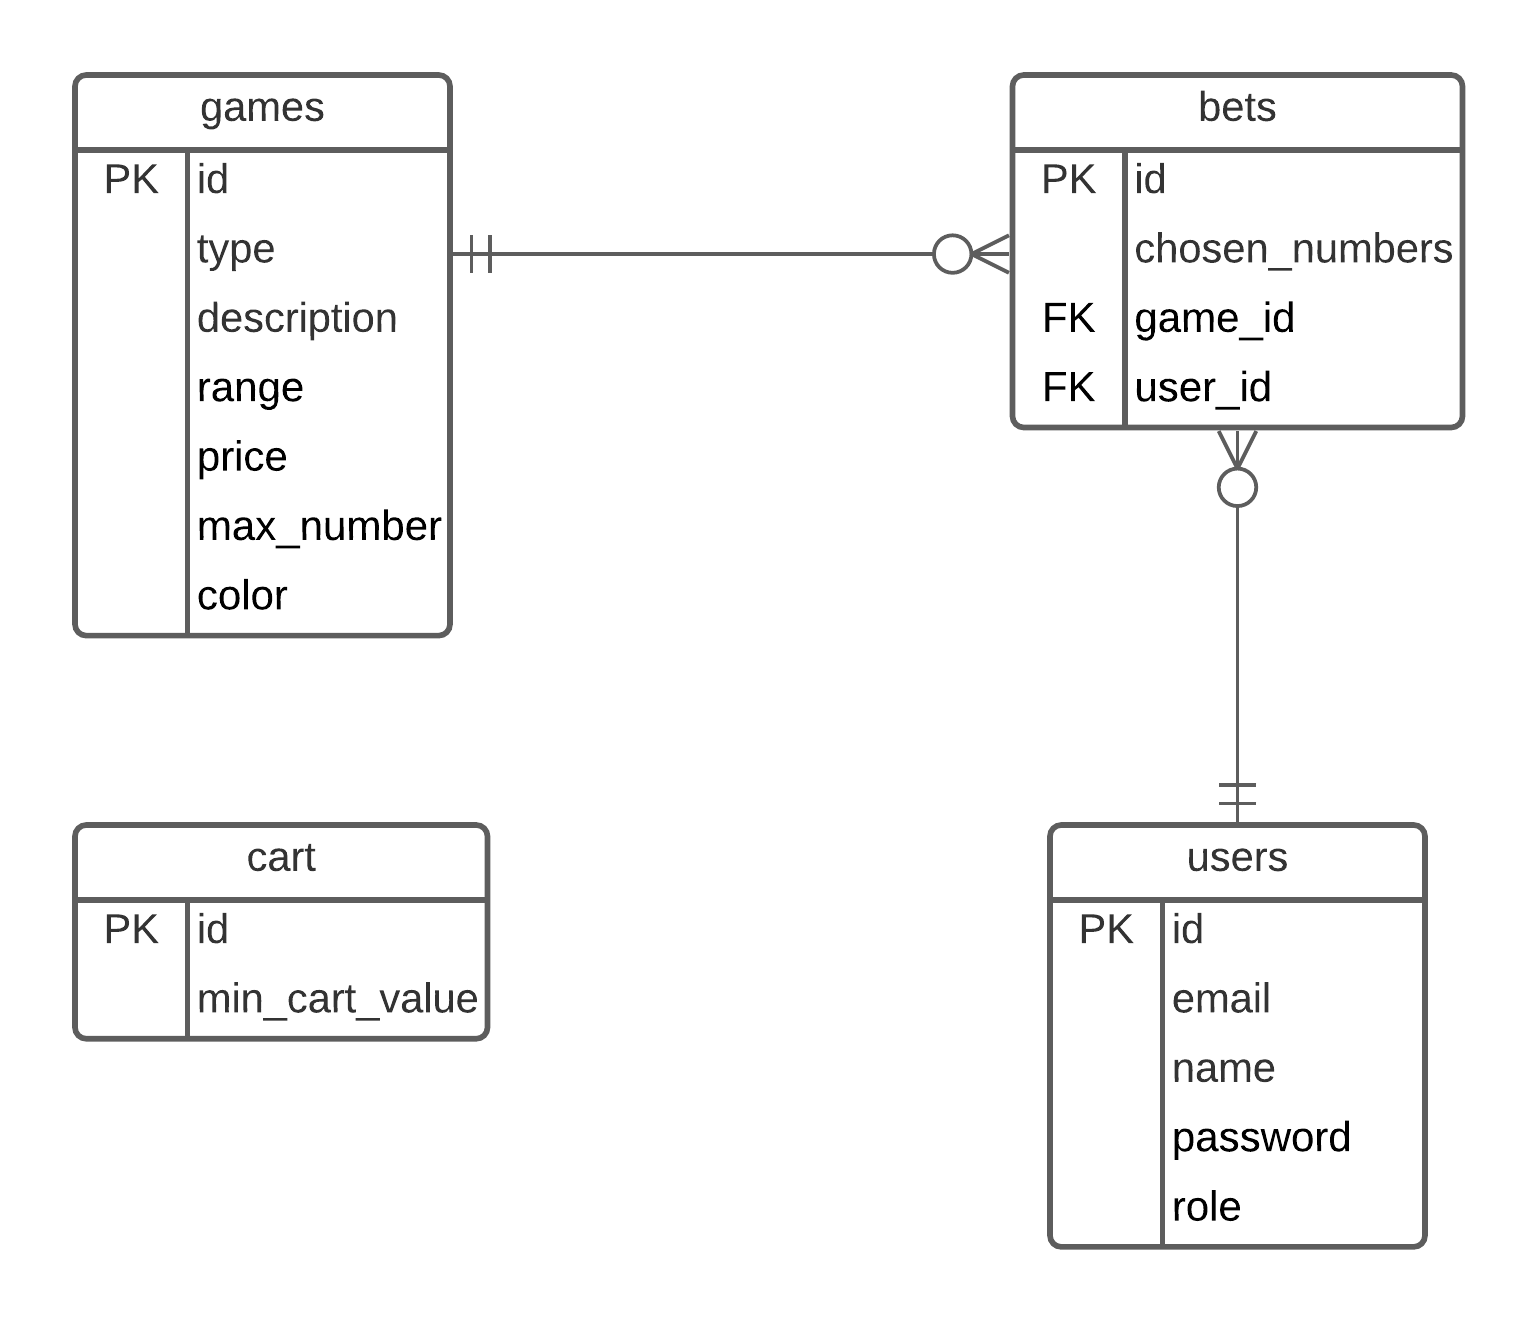 games
PK id
type
description
range
price
max_number
color
bets
PK id
chosen_numbers
FK game_id
FK user_id
cart
PK id
min_cart_value
users
PK id
email
name
password
role